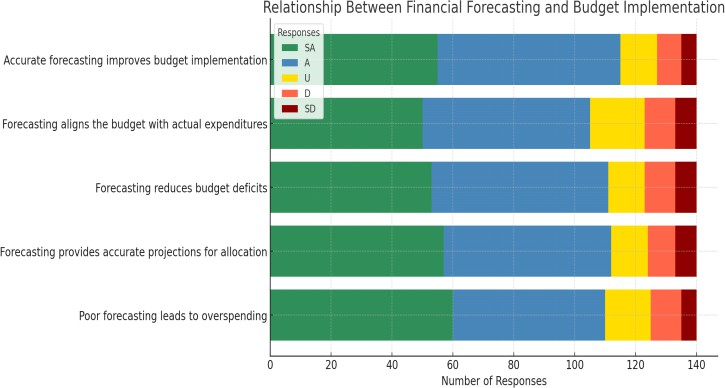 Relationship Between Financial Forecasting and Budget Implementation
Responses
SA
A
U
D
SD
Accurate forecasting improves budget implementation
Forecasting aligns the budget with actual expenditures
Forecasting reduces budget deficits
Forecasting provides accurate projections for allocation
Poor forecasting leads to overspending
0 20 40 60 80 100 120 140
Number of Responses